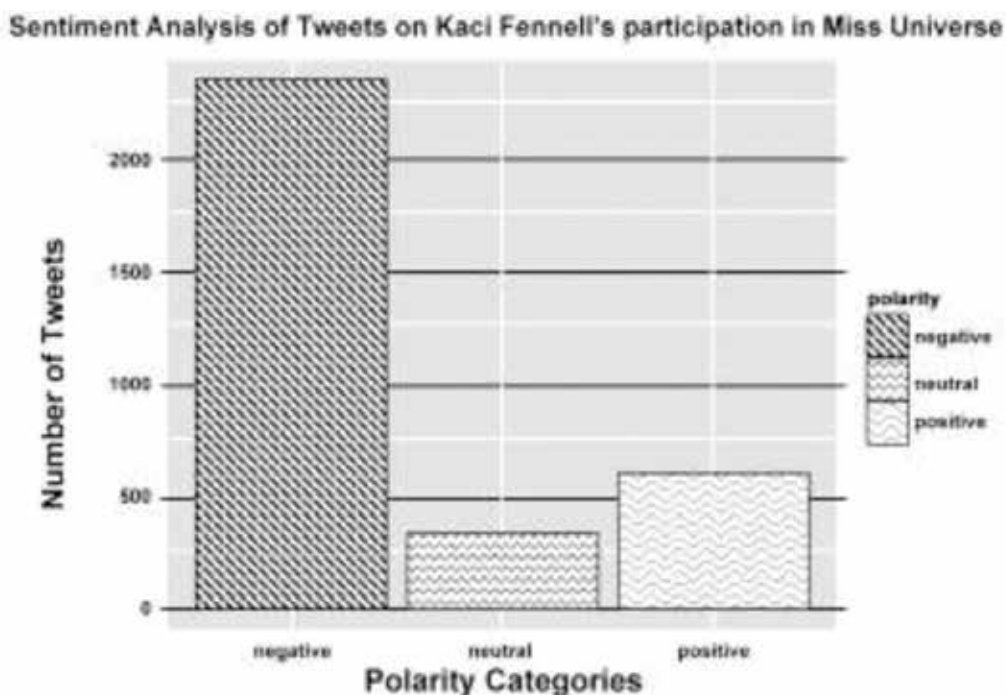 Sentiment Analysis of Tweets on Kaci Fennell's participation in Miss Universe
Number of Tweets
2000
1500
1000
500
0
negative
neutral
positive
Polarity Categories
polarity
negative
neutral
positive